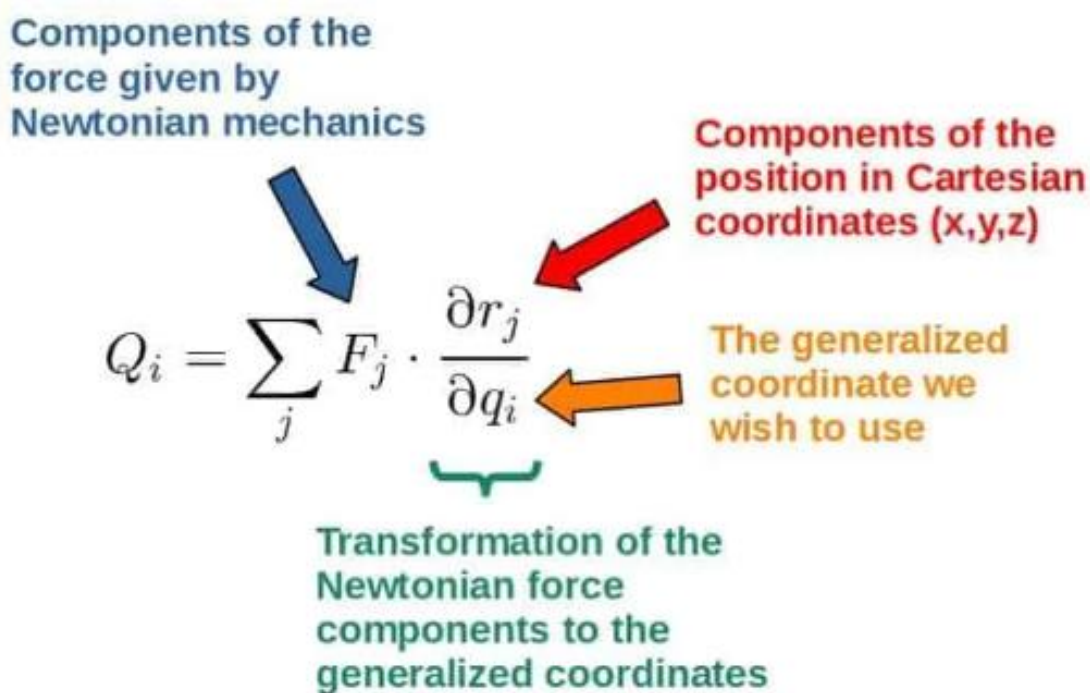 Components of the
force given by
Newtonian mechanics
Components of the
position in Cartesian
coordinates (x,y,z)
Q_i = \sum_j F_j \cdot \frac{\partial r_j}{\partial q_i}
The generalized
coordinate we
wish to use
Transformation of the
Newtonian force
components to the
generalized coordinates